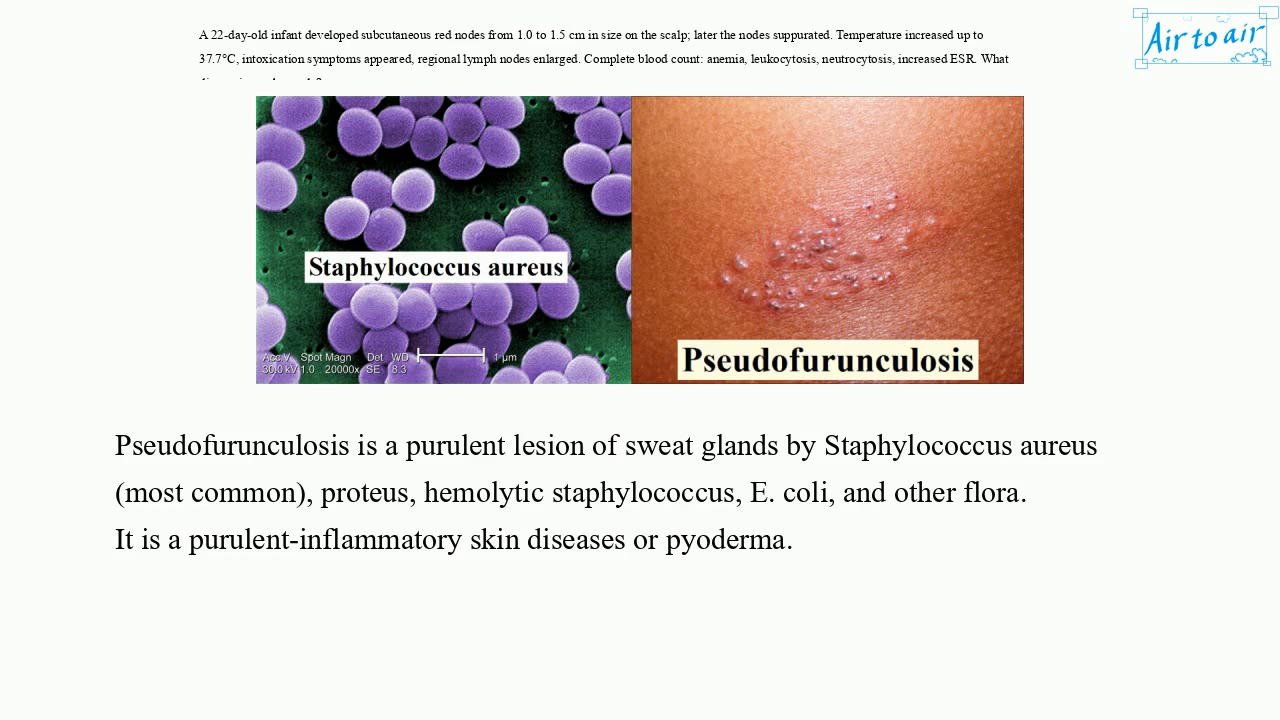 A 22-day-old infant developed subcutaneous red nodes from 1.0 to 1.5 cm in size on the scalp; later the nodes suppurated. Temperature increased up to
37.7°C, intoxication symptoms appeared, regional lymph nodes enlarged. Complete blood count: anemia, leukocytosis, neutrocytosis, increased ESR. What
Air to air
Staphylococcus aureus
Acc.V Spot Magn Det WD 1 µm
30.0 kV 1.0 20000x SE 8.3
Pseudofurunculosis
Pseudofurunculosis is a purulent lesion of sweat glands by Staphylococcus aureus
(most common), proteus, hemolytic staphylococcus, E. coli, and other flora.
It is a purulent-inflammatory skin diseases or pyoderma.